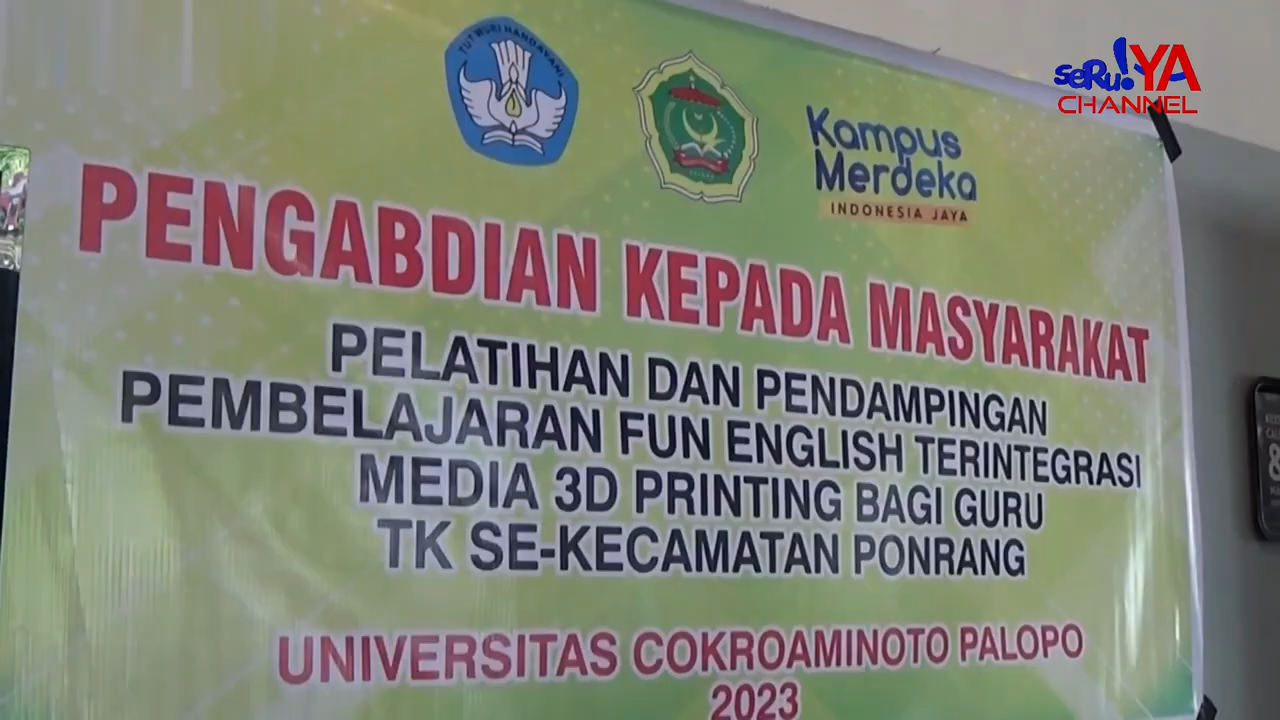 TUT WURI HANDAYANI
seRu!YA
CHANNEL
Kampus
Merdeka
INDONESIA JAYA
PENGABDIAN KEPADA MASYARAKAT
PELATIHAN DAN PENDAMPINGAN
PEMBELAJARAN FUN ENGLISH TERINTEGRASI
MEDIA 3D PRINTING BAGI GURU
TK SE-KECAMATAN PONRANG
UNIVERSITAS COKROAMINOTO PALOPO
2023